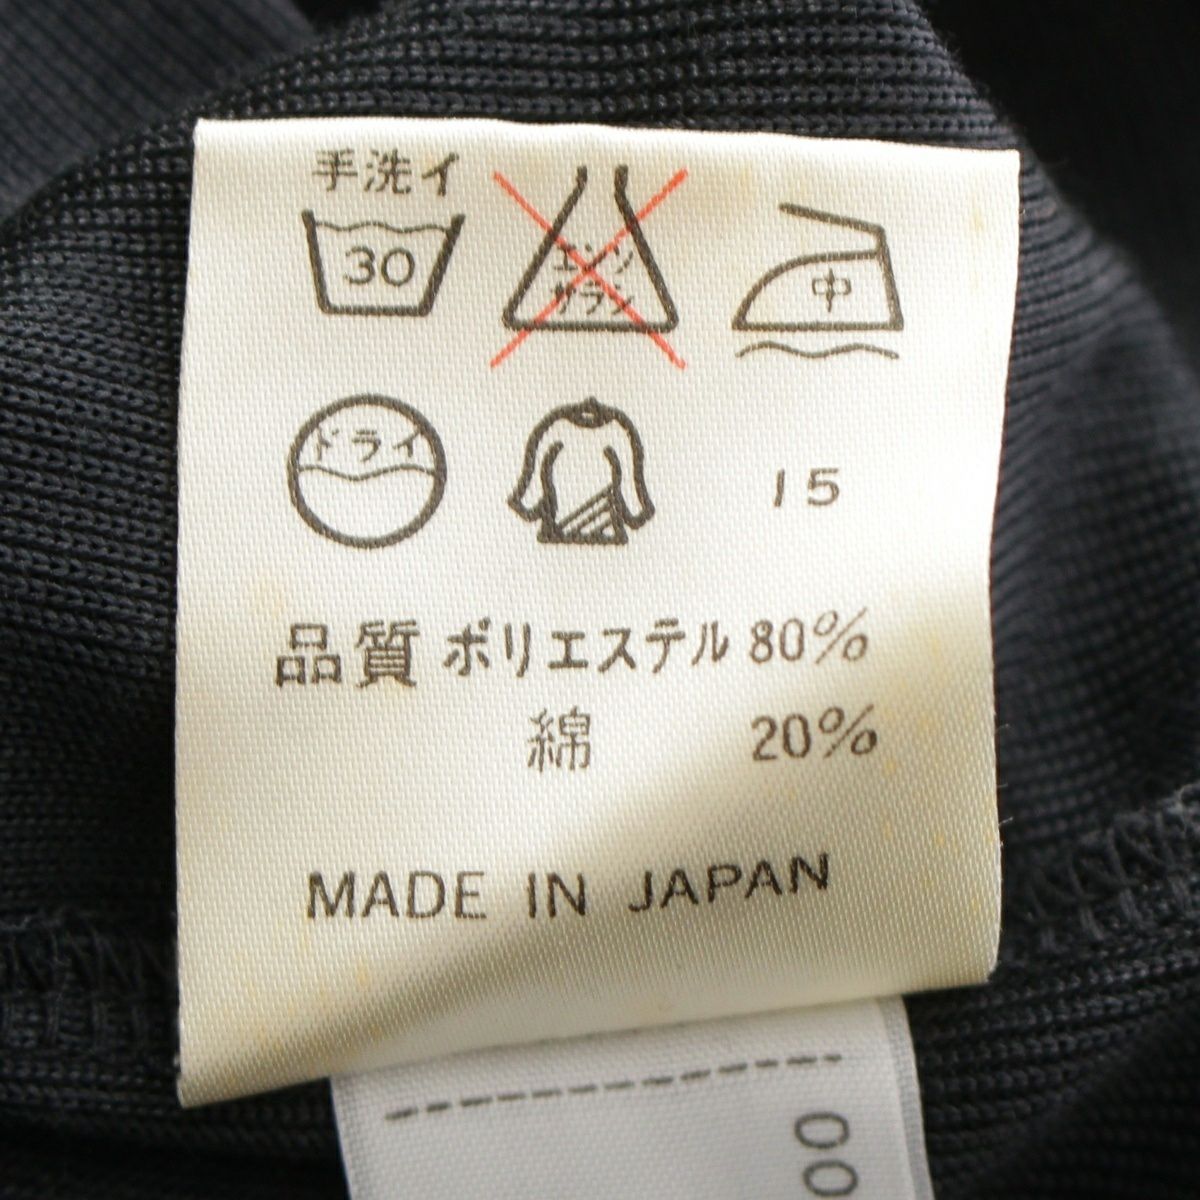 手洗イ
30
エンソ
サラシ
中
ドライ
15
品質 ポリエステル 80%
綿 20%
MADE IN JAPAN
00